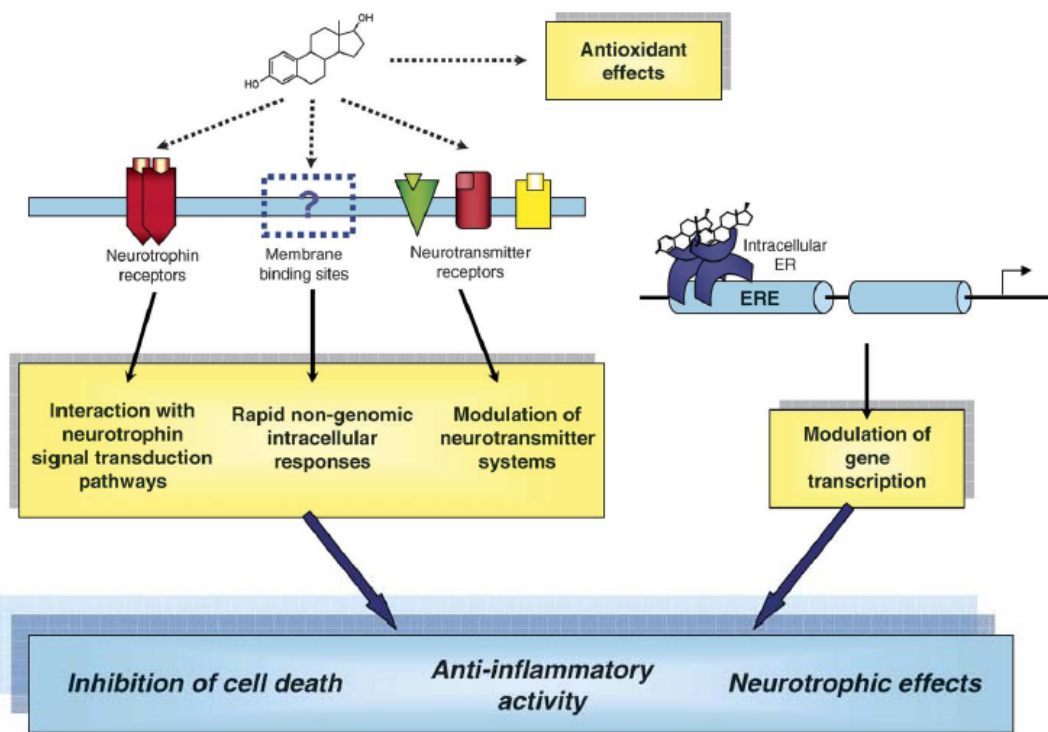 OH
HO
Antioxidant
effects
?
Neurotrophin
receptors
Membrane
binding sites
Neurotransmitter
receptors
Intracellular
ER
ERE
Interaction with
neurotrophin
signal transduction
pathways
Rapid non-genomic
intracellular
responses
Modulation of
neurotransmitter
systems
Modulation of
gene
transcription
Inhibition of cell death
Anti-inflammatory
activity
Neurotrophic effects